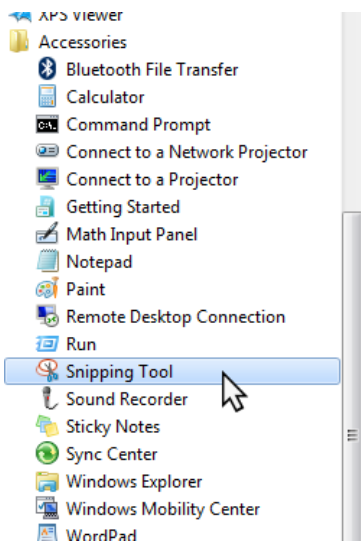 XPS Viewer
Accessories
Bluetooth File Transfer
Calculator
Command Prompt
Connect to a Network Projector
Connect to a Projector
Getting Started
Math Input Panel
Notepad
Paint
Remote Desktop Connection
Run
Snipping Tool
Sound Recorder
Sticky Notes
Sync Center
Windows Explorer
Windows Mobility Center
WordPad